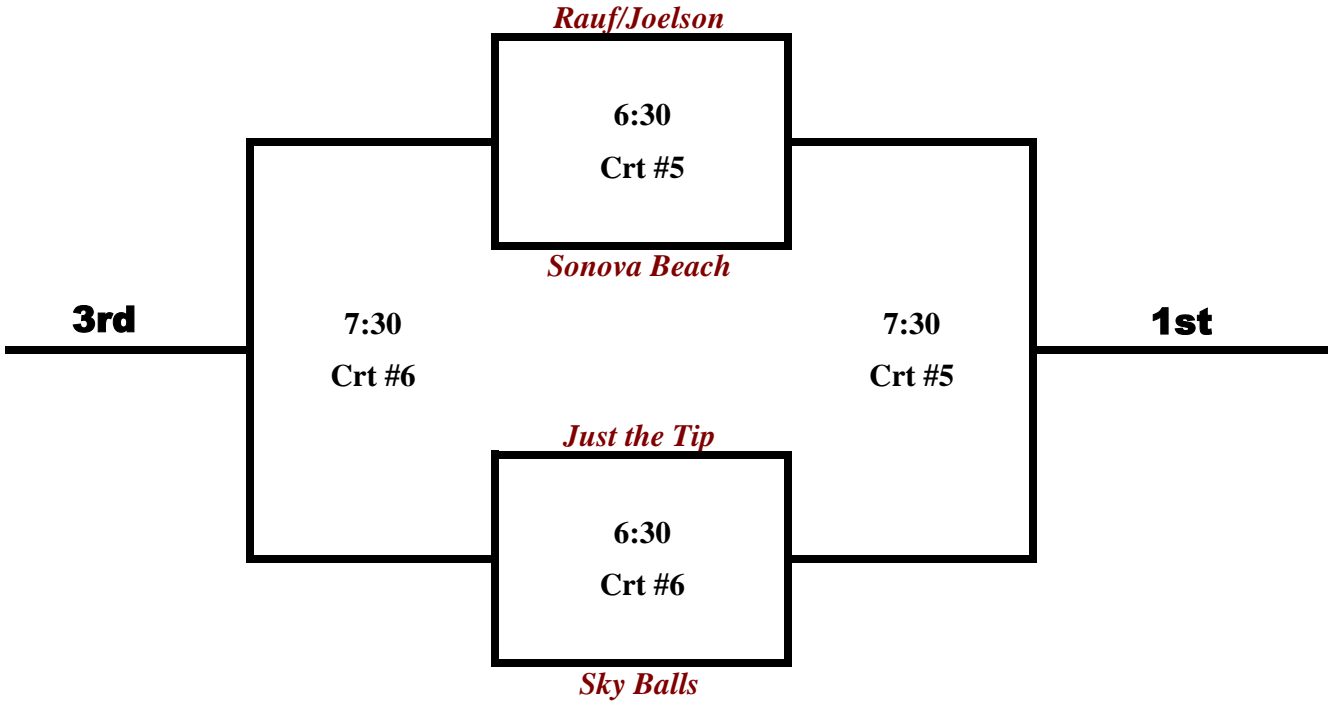 Rauf/Joelson
6:30
Crt #5
Sonova Beach
3rd
7:30
Crt #6
7:30
Crt #5
1st
Just the Tip
6:30
Crt #6
Sky Balls